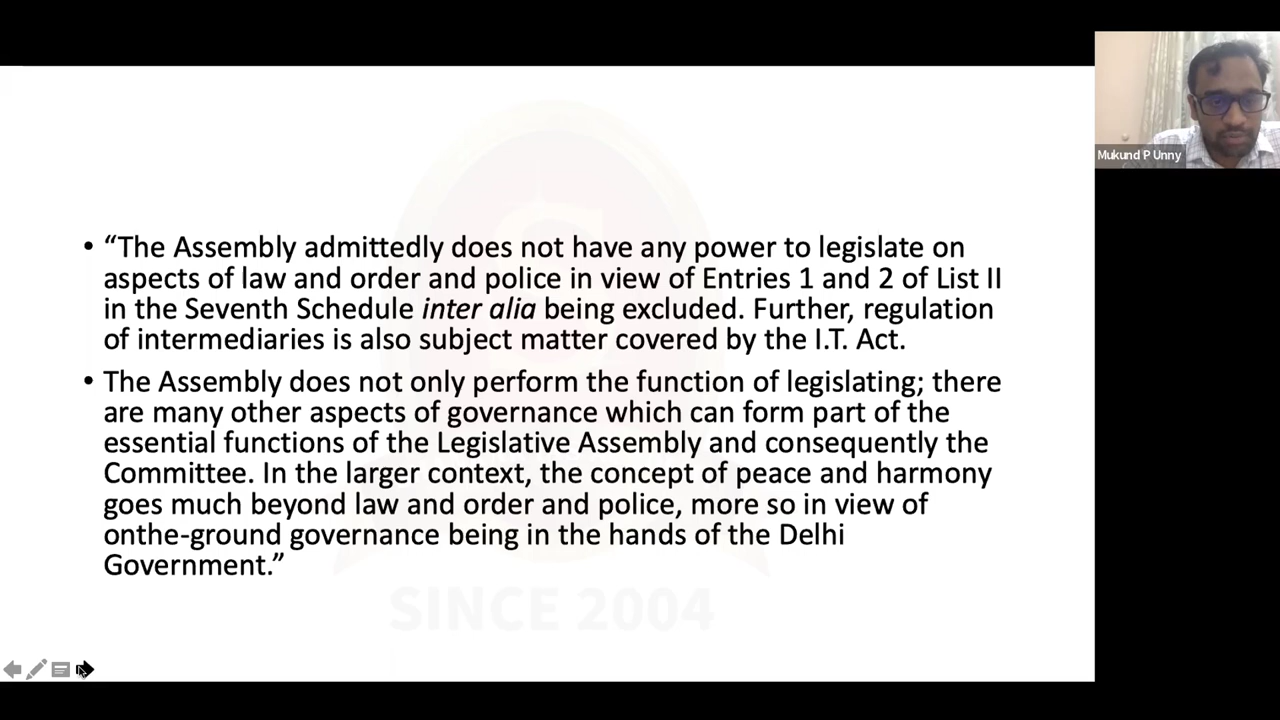 • “The Assembly admittedly does not have any power to legislate on
aspects of law and order and police in view of Entries 1 and 2 of List II
in the Seventh Schedule inter alia being excluded. Further, regulation
of intermediaries is also subject matter covered by the I.T. Act.
• The Assembly does not only perform the function of legislating; there
are many other aspects of governance which can form part of the
essential functions of the Legislative Assembly and consequently the
Committee. In the larger context, the concept of peace and harmony
goes much beyond law and order and police, more so in view of
onthe-ground governance being in the hands of the Delhi
Government.”
SINCE 2004
Mukund P Unny